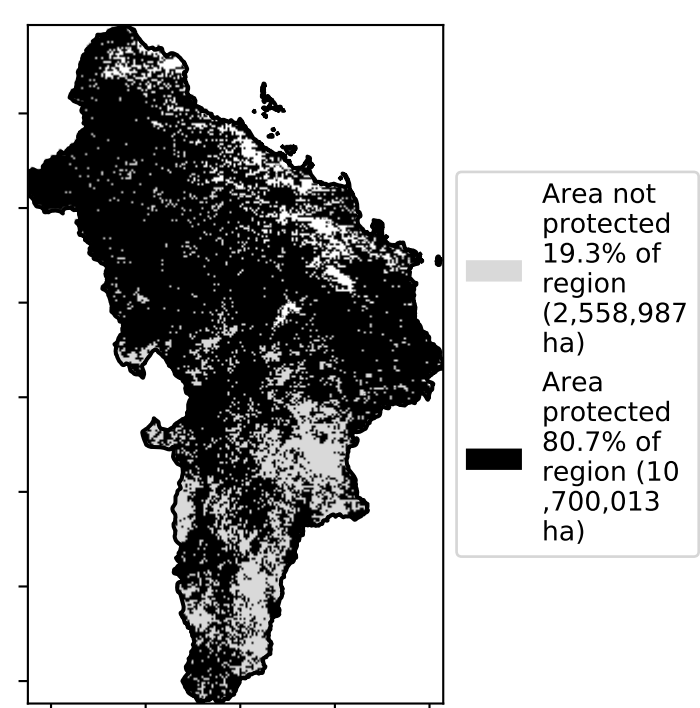 Area not
protected
19.3% of
region
(2,558,987
ha)
Area
protected
80.7% of
region (10
,700,013
ha)